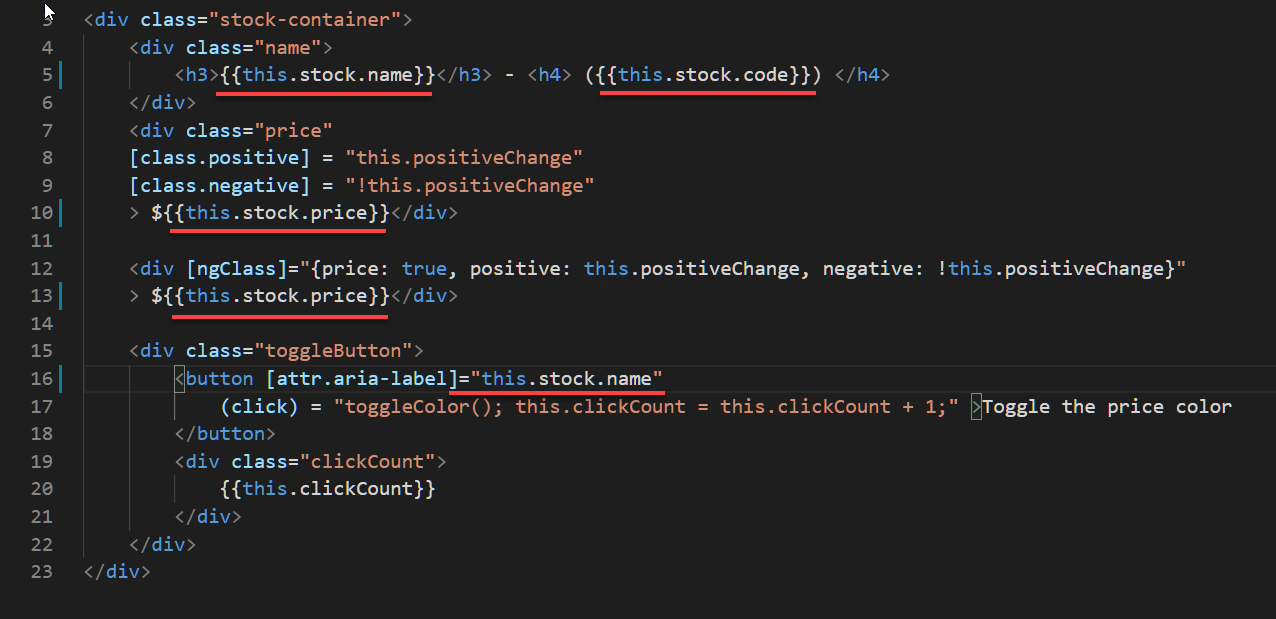 3 <div class="stock-container">
4     <div class="name">
5         <h3>{{this.stock.name}}</h3> - <h4> ({{this.stock.code}}) </h4>
6     </div>
7     <div class="price"
8     [class.positive] = "this.positiveChange"
9     [class.negative] = "!this.positiveChange"
10     > ${{this.stock.price}}</div>
11
12     <div [ngClass]="{price: true, positive: this.positiveChange, negative: !this.positiveChange}"
13     > ${{this.stock.price}}</div>
14
15     <div class="toggleButton">
16         <button [attr.aria-label]="this.stock.name"
17             (click) = "toggleColor(); this.clickCount = this.clickCount + 1;" >Toggle the price color
18         </button>
19         <div class="clickCount">
20             {{this.clickCount}}
21         </div>
22     </div>
23 </div>